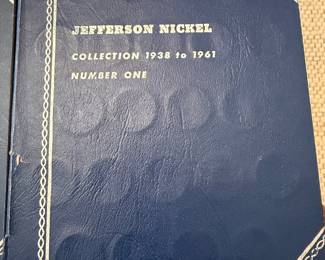 JEFFERSON NICKEL
COLLECTION 1938 to 1961
NUMBER ONE